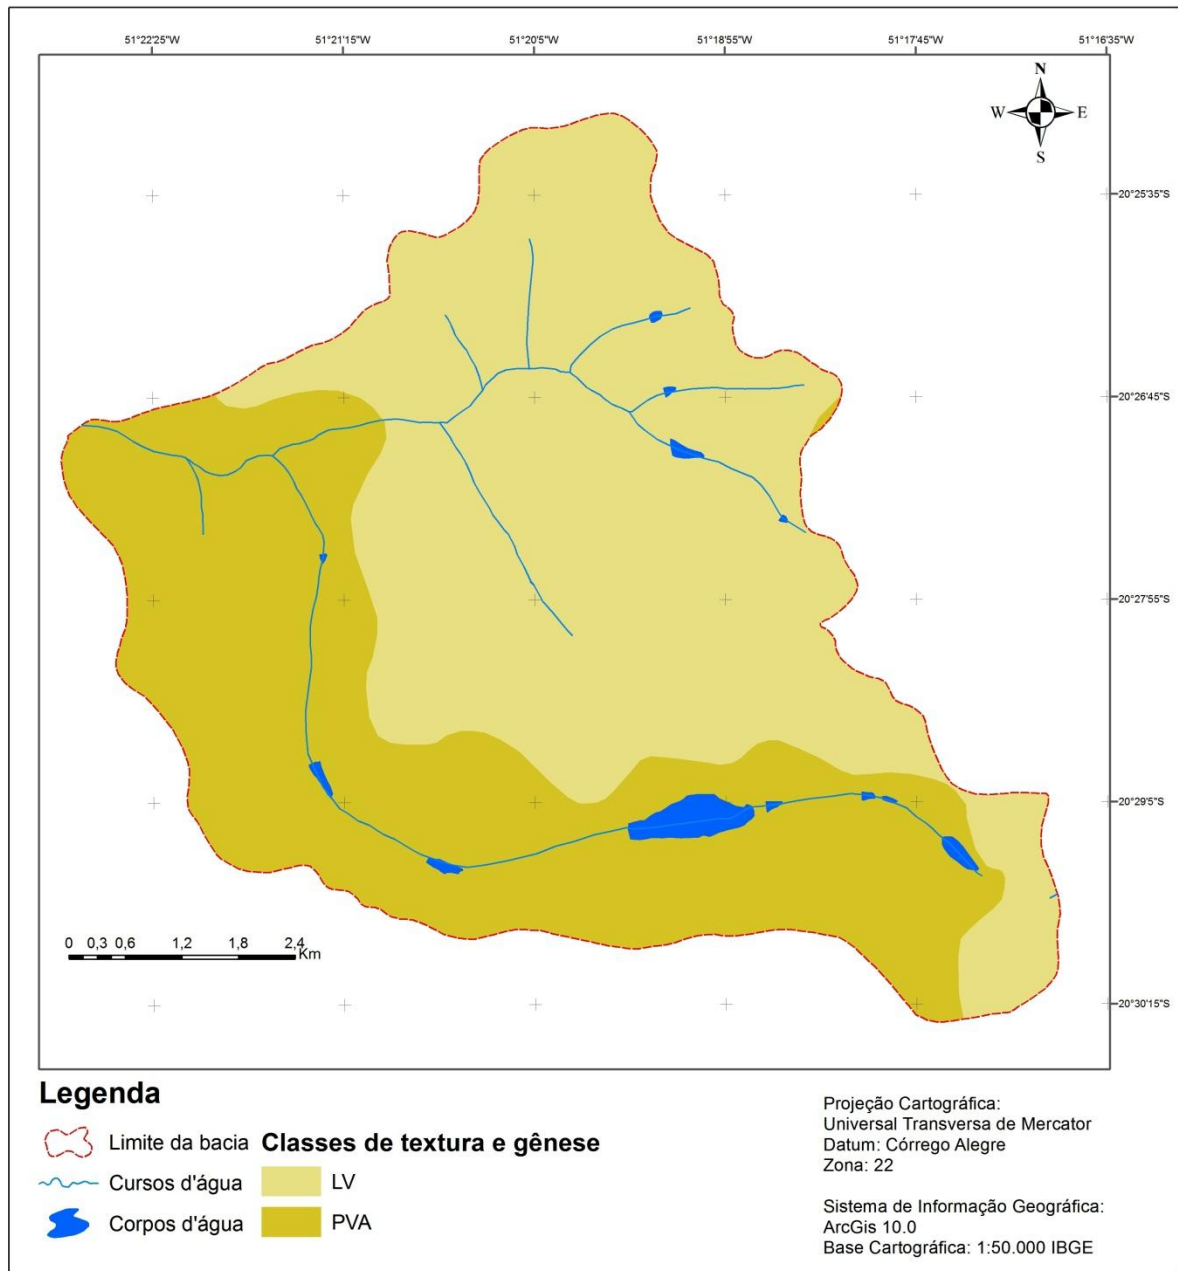 51°22'25"W 51°21'15"W 51°20'5"W 51°18'55"W 51°17'45"W 51°16'35"W
N
W E
S
20°25'35"S
20°26'45"S
20°27'55"S
20°29'5"S
20°30'15"S
0 0,3 0,6 1,2 1,8 2,4
Km
Legenda
Limite da bacia
Cursos d'água
Corpos d'água
Classes de textura e gênese
LV
PVA
Projeção Cartográfica:
Universal Transversa de Mercator
Datum: Córrego Alegre
Zona: 22
Sistema de Informação Geográfica:
ArcGis 10.0
Base Cartográfica: 1:50.000 IBGE